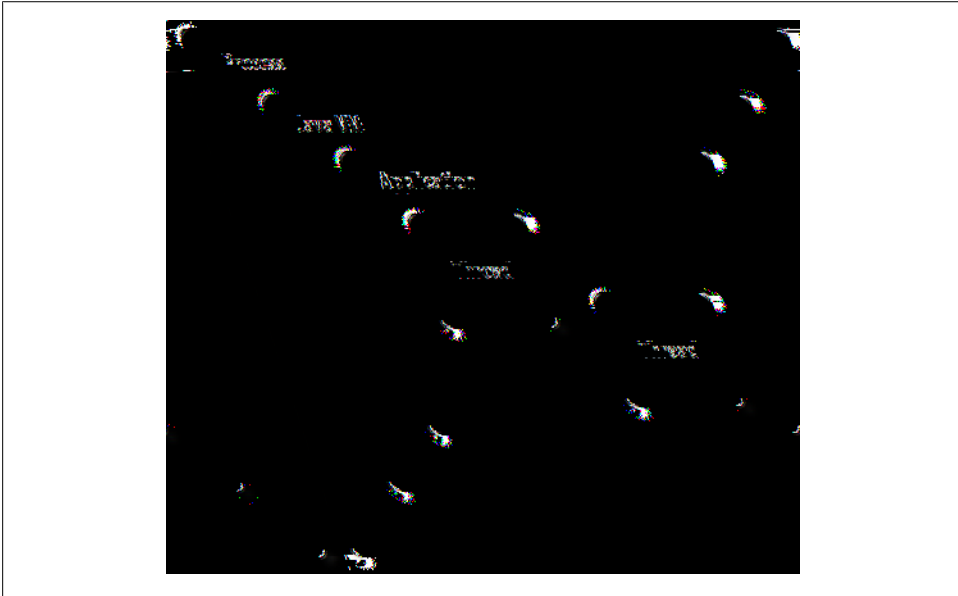 Process
Java VM
Application
Thread
Thread